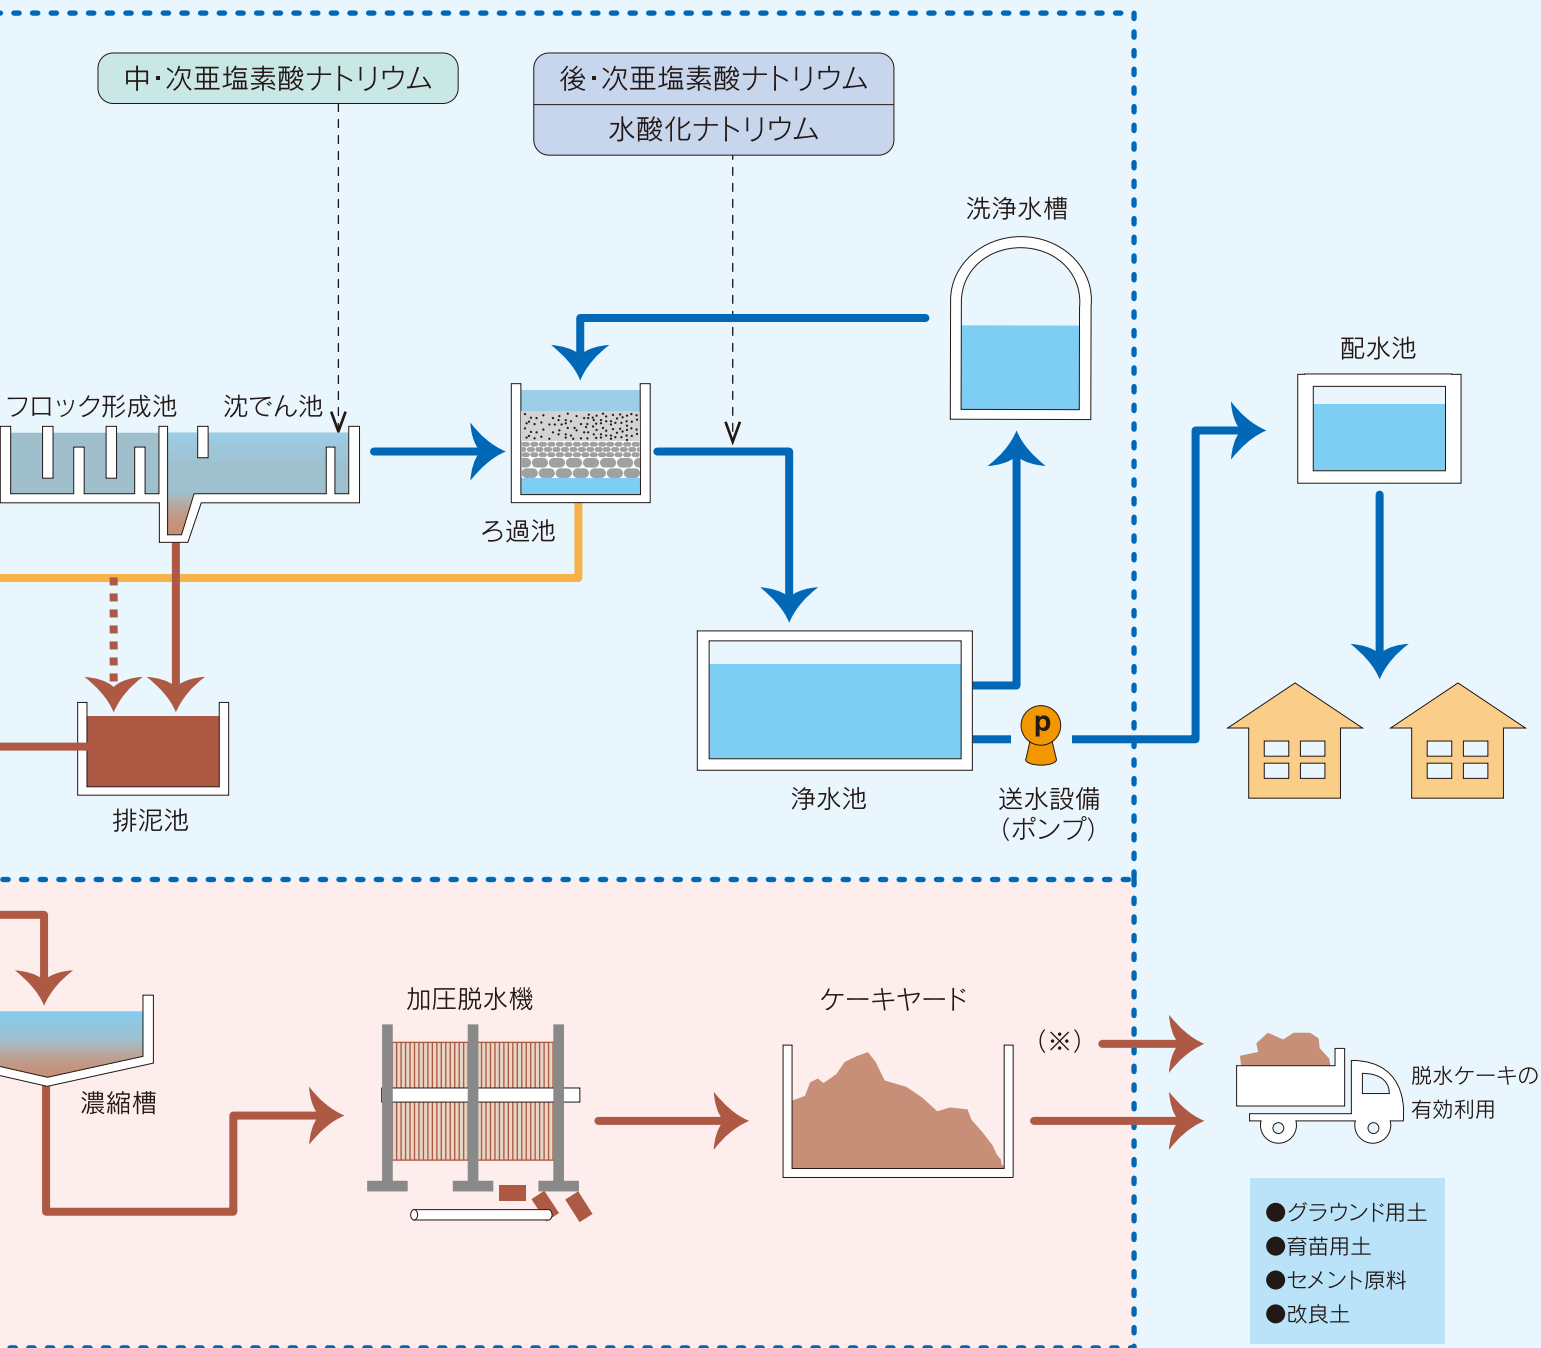 中・次亜塩素酸ナトリウム
後・次亜塩素酸ナトリウム
水酸化ナトリウム
洗浄水槽
配水池
フロック形成池
沈でん池
ろ過池
p
浄水池
送水設備
（ポンプ）
排泥池
加圧脱水機
ケーキヤード
（※）
濃縮槽
脱水ケーキの
有効利用
●グラウンド用土
●育苗用土
●セメント原料
●改良土